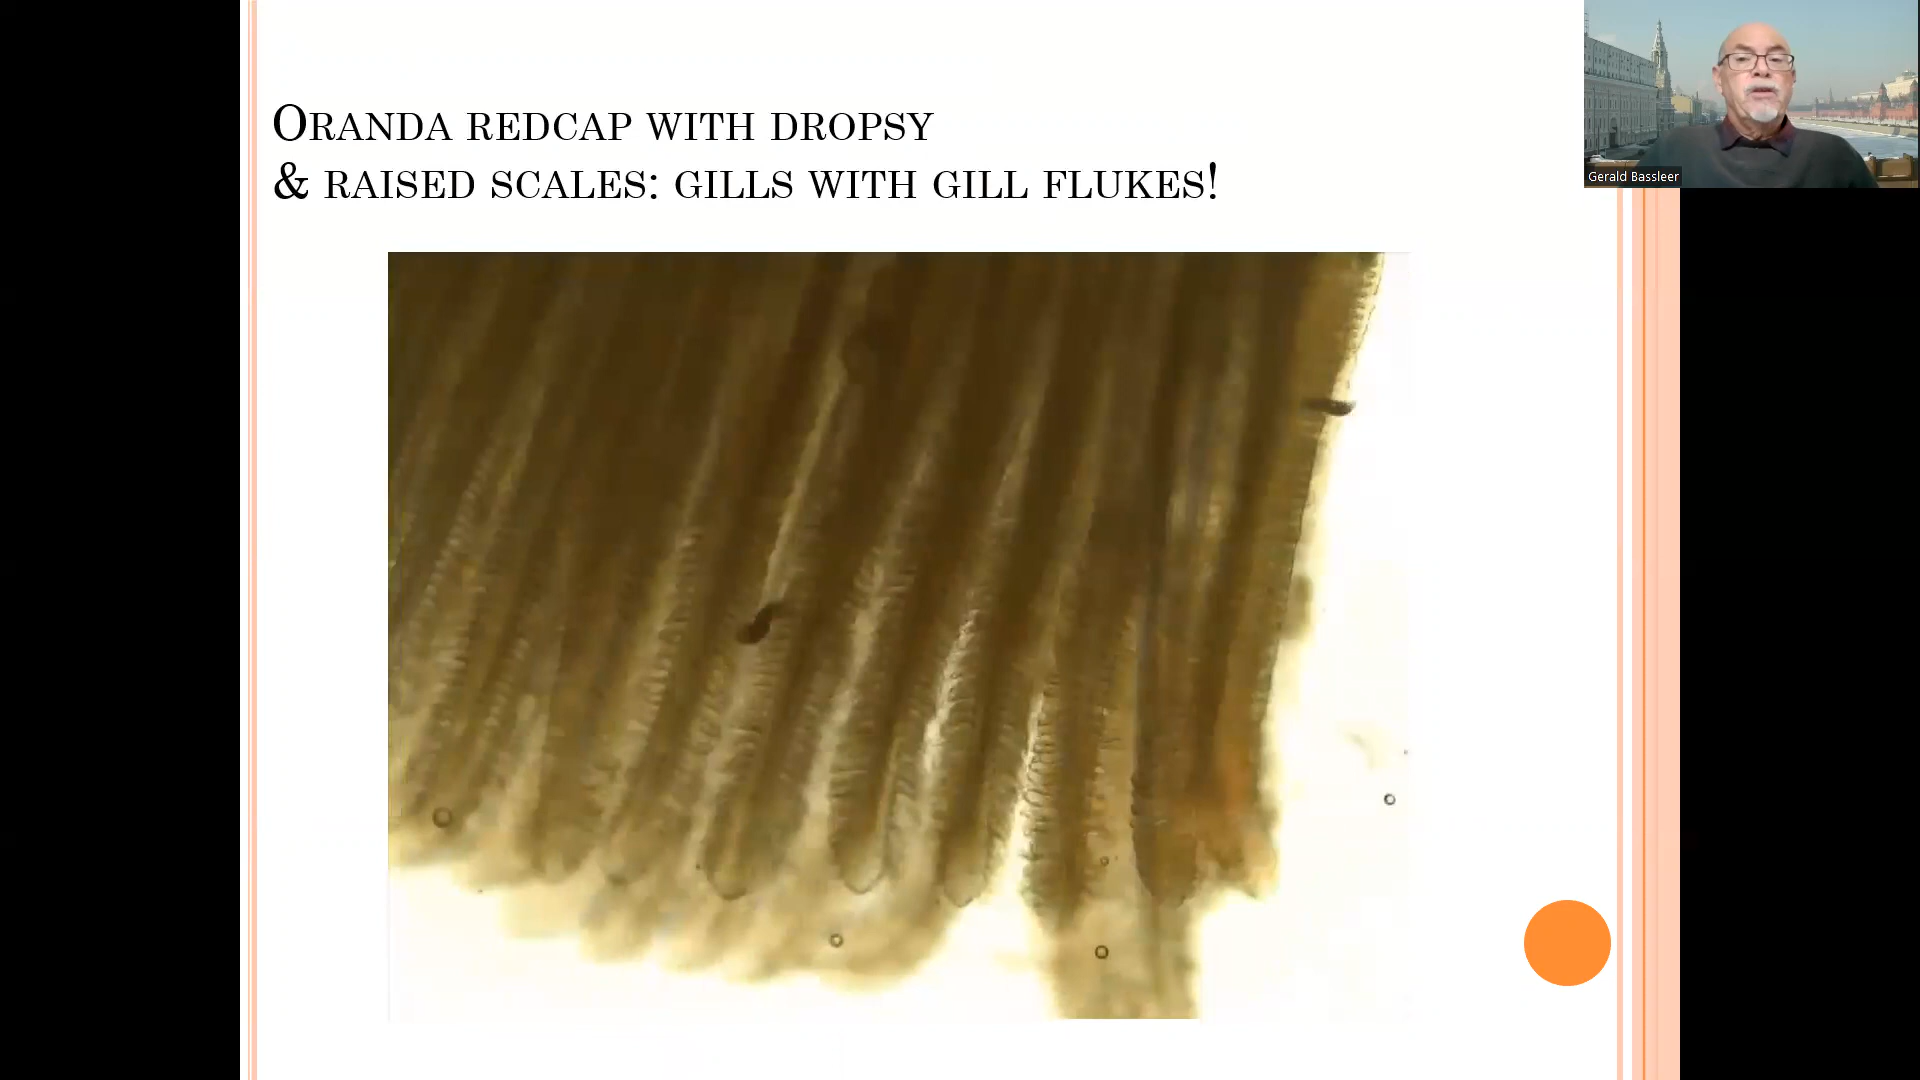 Oranda redcap with dropsy
& raised scales: gills with gill flukes!
Gerald Bassleer